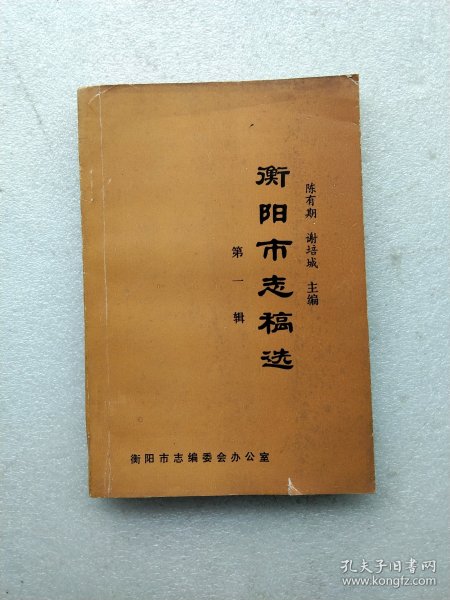 陈有期 谢培城 主编
衡阳市志稿选
第一辑
衡阳市志编委会办公室
孔夫子旧书网
www.kongfz.com